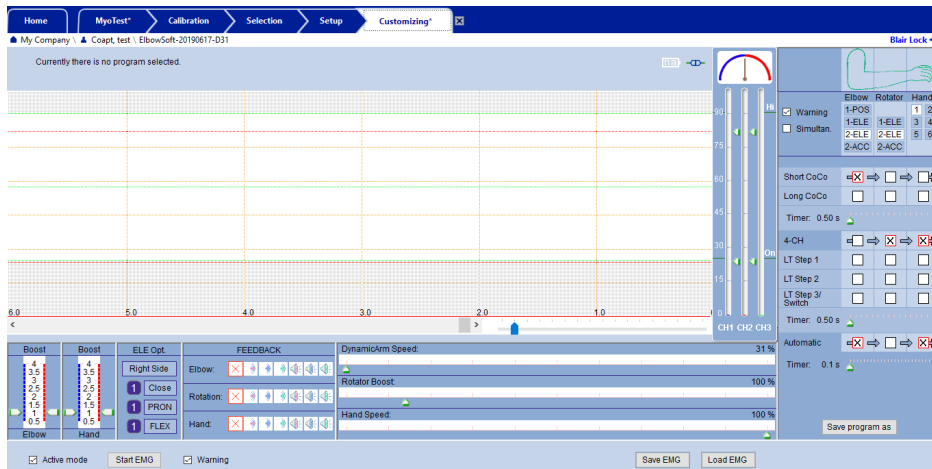 Home MyoTest* Calibration Selection Setup Customizing*
My Company \ Coapt, test \ ElbowSoft-20190617-D31 Blair Lock
Currently there is no program selected.
Elbow Rotator Hand
Warning 1-POS 1 2
Simultan. 1-ELE 1-ELE 3 4
2-ELE 2-ELE 5 6
2-ACC 2-ACC
90 Hi
75
60
45
30 On
15
0
6.0 5.0 4.0 3.0 2.0 1.0
CH1 CH2 CH3
Short CoCo
Long CoCo
Timer: 0.50 s
4-CH
LT Step 1
LT Step 2
LT Step 3/
Switch
Timer: 0.50 s
Automatic
Timer: 0.1 s
Save program as
Boost Boost
4 4
3.5 3.5
3 3
2.5 2.5
2 2
1.5 1.5
1 1
0.5 0.5
Elbow Hand
ELE Opt.
Right Side
1 Close
1 PRON
1 FLEX
FEEDBACK
Elbow:
Rotation:
Hand:
DynamicArm Speed: 31 %
Rotator Boost: 100 %
Hand Speed: 100 %
Active mode Start EMG Warning Save EMG Load EMG